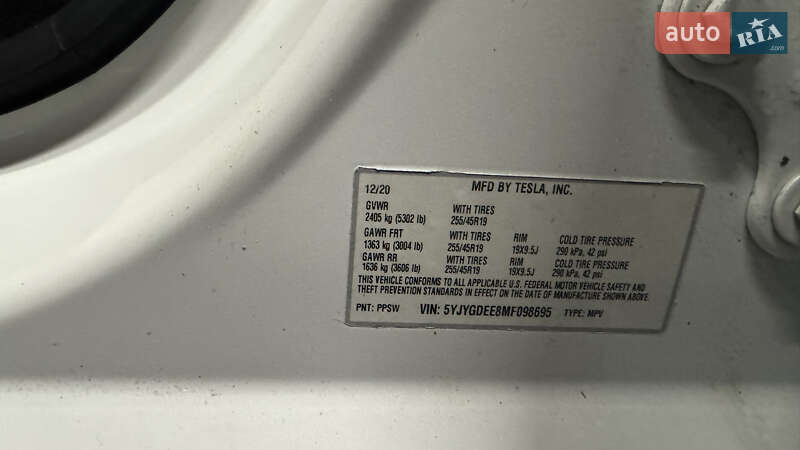 auto RIA.com
12/20 MFD BY TESLA, INC.
GVWR WITH TIRES
2405 kg (5302 lb) 255/45R19
GAWR FRT WITH TIRES RIM COLD TIRE PRESSURE
1363 kg (3004 lb) 255/45R19 19X9.5J 290 kPa, 42 psi
GAWR RR WITH TIRES RIM COLD TIRE PRESSURE
1636 kg (3606 lb) 255/45R19 19X9.5J 290 kPa, 42 psi
THIS VEHICLE CONFORMS TO ALL APPLICABLE U.S. FEDERAL MOTOR VEHICLE SAFETY AND
THEFT PREVENTION STANDARDS IN EFFECT ON THE DATE OF MANUFACTURE SHOWN ABOVE.
PNT: PPSW VIN: 5YJYGDEE8MF098695 TYPE: MPV